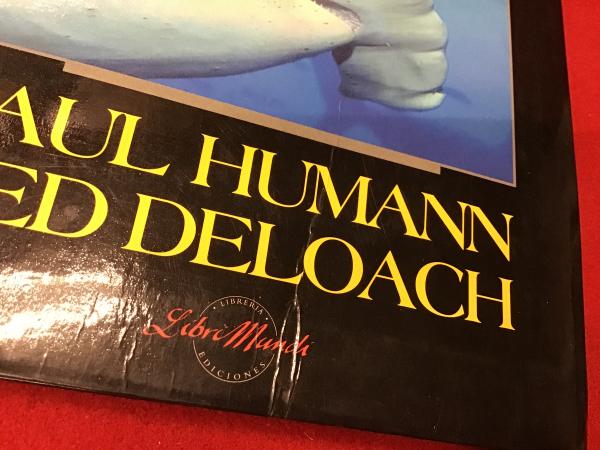 AUL HUMANN
ED DELOACH
· LIBRERIA ·
Libri Mundi
EDICIONES